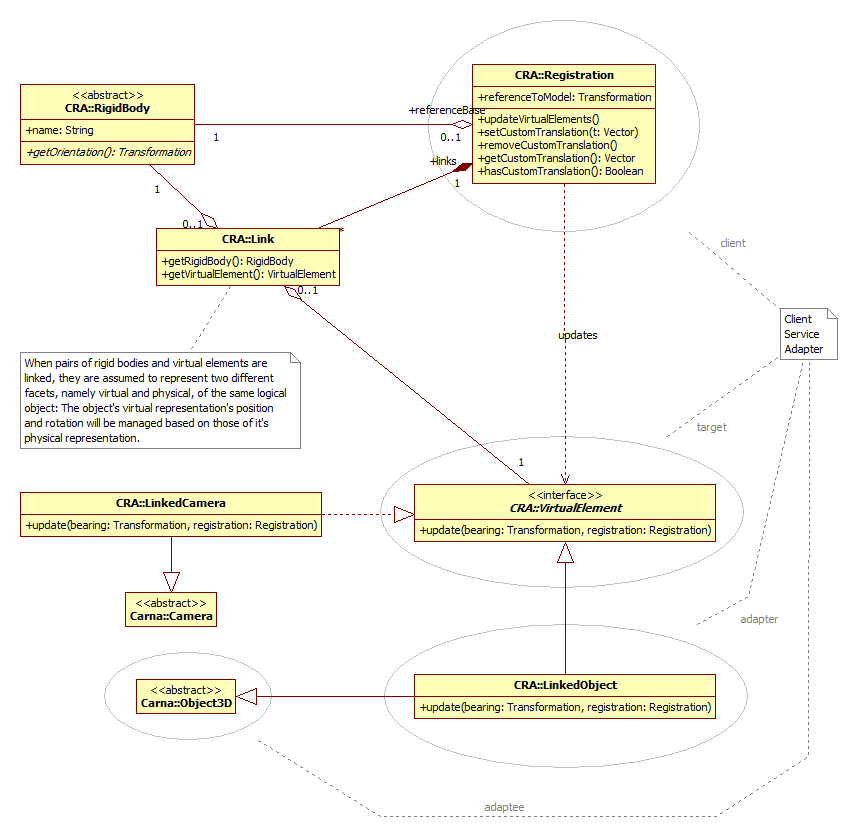 <<abstract>>
CRA::RigidBody
+name: String
+getOrientation(): Transformation
CRA::Registration
+referenceToModel: Transformation
+updateVirtualElements()
+setCustomTranslation(t: Vector)
+removeCustomTranslation()
+getCustomTranslation(): Vector
+hasCustomTranslation(): Boolean
+referenceBase
1
0..1
+links
1
1
0..1
*
CRA::Link
+getRigidBody(): RigidBody
+getVirtualElement(): VirtualElement
0..1
client
Client
Service
Adapter
updates
When pairs of rigid bodies and virtual elements are
linked, they are assumed to represent two different
facets, namely virtual and physical, of the same logical
object: The object's virtual representation's position
and rotation will be managed based on those of it's
physical representation.
target
1
CRA::LinkedCamera
+update(bearing: Transformation, registration: Registration)
<<interface>>
CRA::VirtualElement
+update(bearing: Transformation, registration: Registration)
<<abstract>>
Carna::Camera
adapter
<<abstract>>
Carna::Object3D
CRA::LinkedObject
+update(bearing: Transformation, registration: Registration)
adaptee